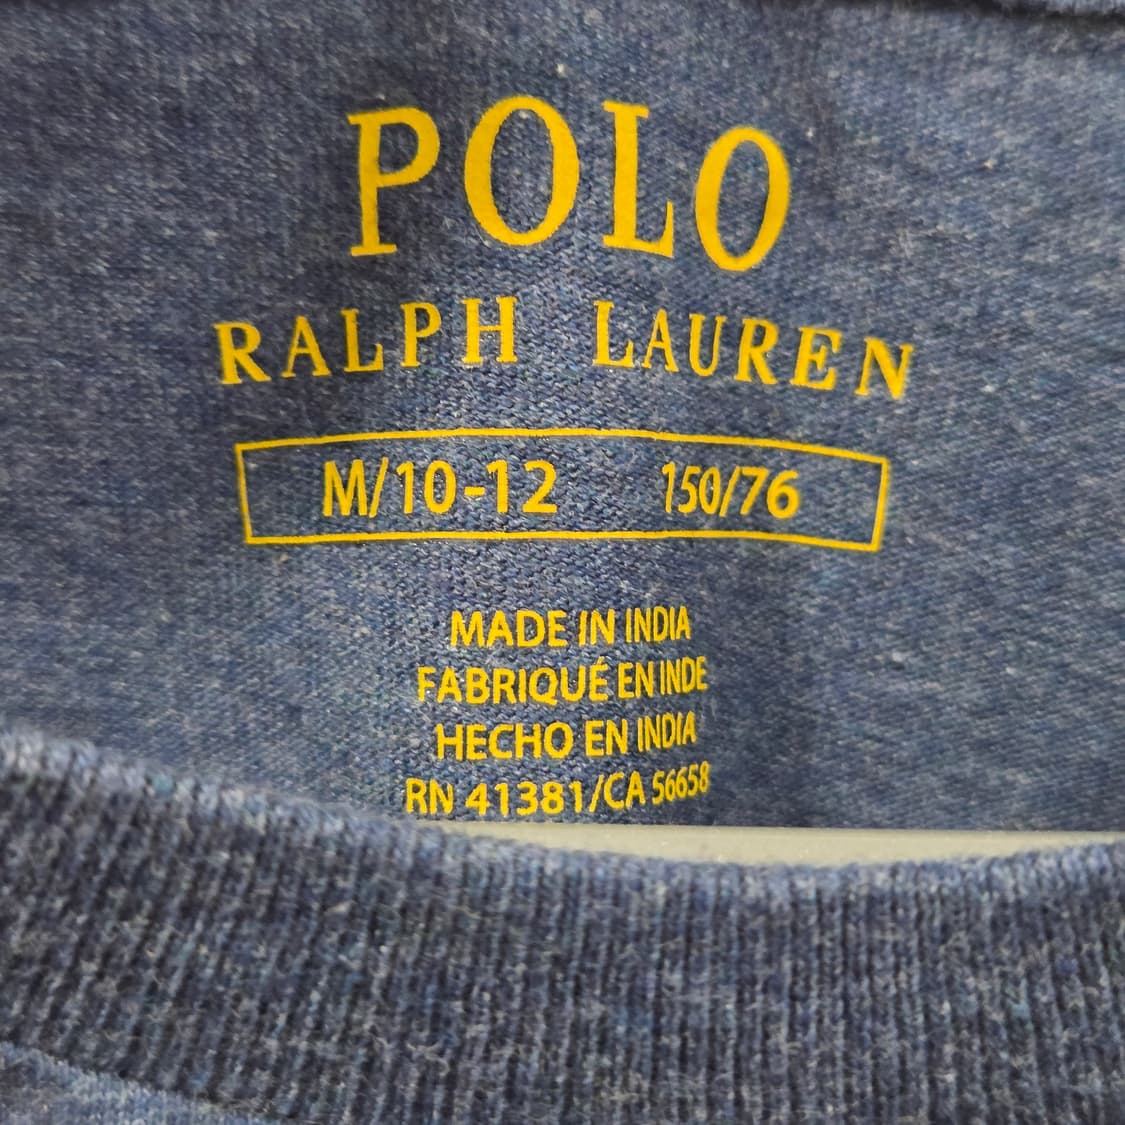 POLO
RALPH LAUREN
M/10-12 150/76
MADE IN INDIA
FABRIQUÉ EN INDE
HECHO EN INDIA
RN 41381/CA 56658